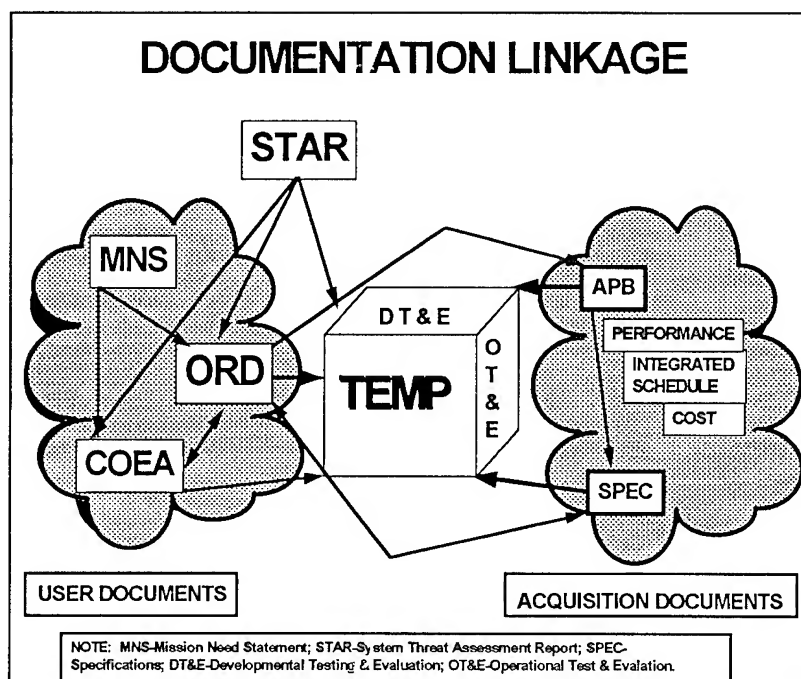 DOCUMENTATION LINKAGE
STAR
MNS
APB
DT & E
PERFORMANCE
ORD
TEMP
OT&E
INTEGRATED
SCHEDULE
COST
COEA
SPEC
USER DOCUMENTS
ACQUISITION DOCUMENTS
NOTE: MNS-Mission Need Statement; STAR-System Threat Assessment Report; SPEC-
Specifications; DT&E-Developmental Testing & Evaluation; OT&E-Operational Test & Evalation.